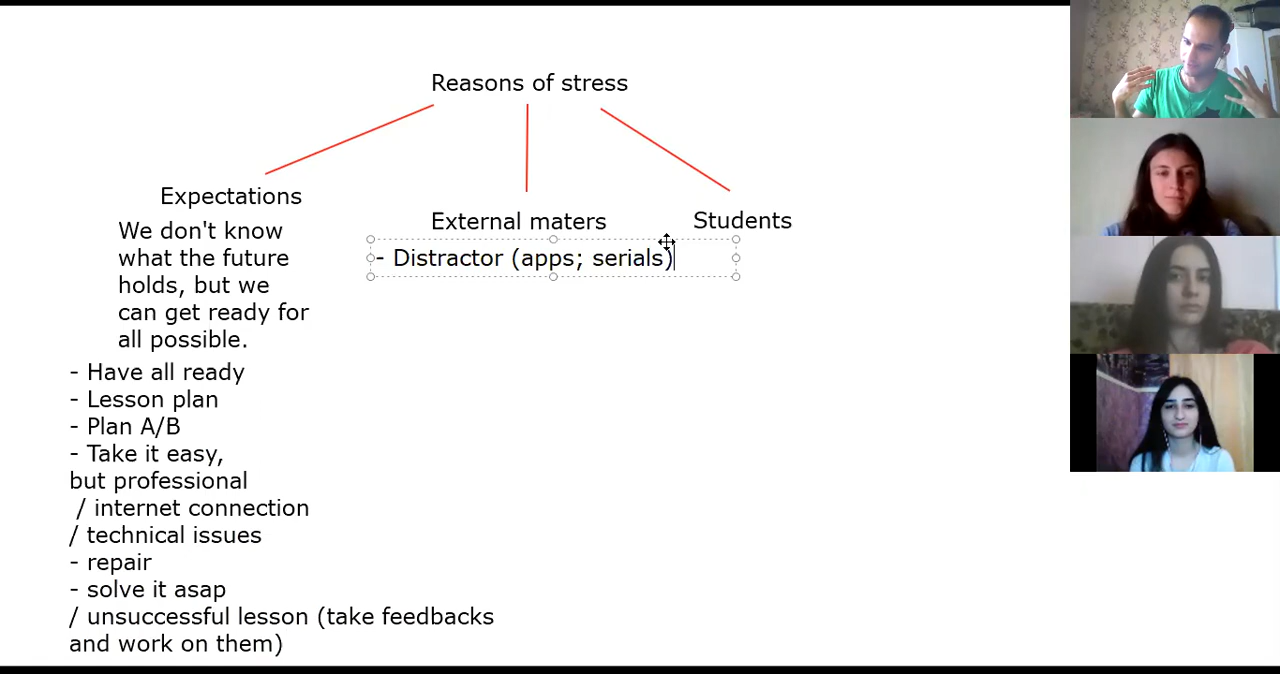 Reasons of stress
Expectations
We don't know
what the future
holds, but we
can get ready for
all possible.
- Have all ready
- Lesson plan
- Plan A/B
- Take it easy,
but professional
/ internet connection
/ technical issues
- repair
- solve it asap
/ unsuccessful lesson (take feedbacks
and work on them)
External maters
- Distractor (apps; serials)
Students